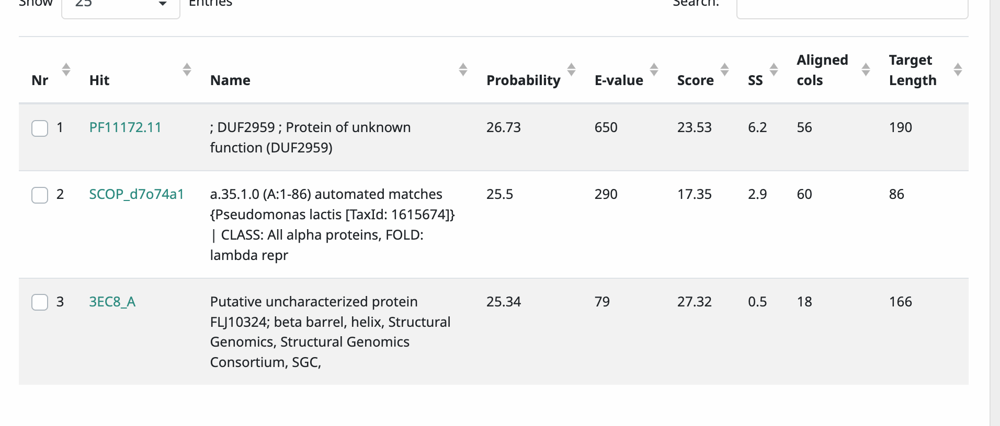 Show 25 Entries Search:
Aligned Target
Nr Hit Name Probability E-value Score SS cols Length
1 PF11172.11 ; DUF2959 ; Protein of unknown 26.73 650 23.53 6.2 56 190
function (DUF2959)
2 SCOP_d7o74a1 a.35.1.0 (A:1-86) automated matches 25.5 290 17.35 2.9 60 86
{Pseudomonas lactis [TaxId: 1615674]}
| CLASS: All alpha proteins, FOLD:
lambda repr
3 3EC8_A Putative uncharacterized protein 25.34 79 27.32 0.5 18 166
FLJ10324; beta barrel, helix, Structural
Genomics, Structural Genomics
Consortium, SGC,